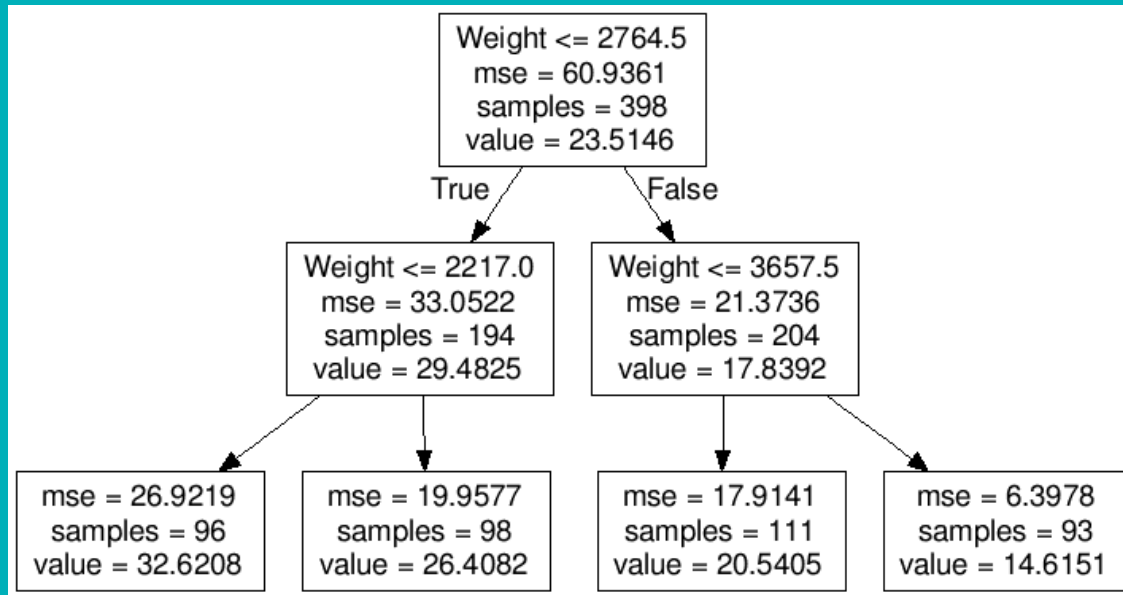 Weight <= 2764.5
mse = 60.9361
samples = 398
value = 23.5146
True
False
Weight <= 2217.0
mse = 33.0522
samples = 194
value = 29.4825
Weight <= 3657.5
mse = 21.3736
samples = 204
value = 17.8392
mse = 26.9219
samples = 96
value = 32.6208
mse = 19.9577
samples = 98
value = 26.4082
mse = 17.9141
samples = 111
value = 20.5405
mse = 6.3978
samples = 93
value = 14.6151